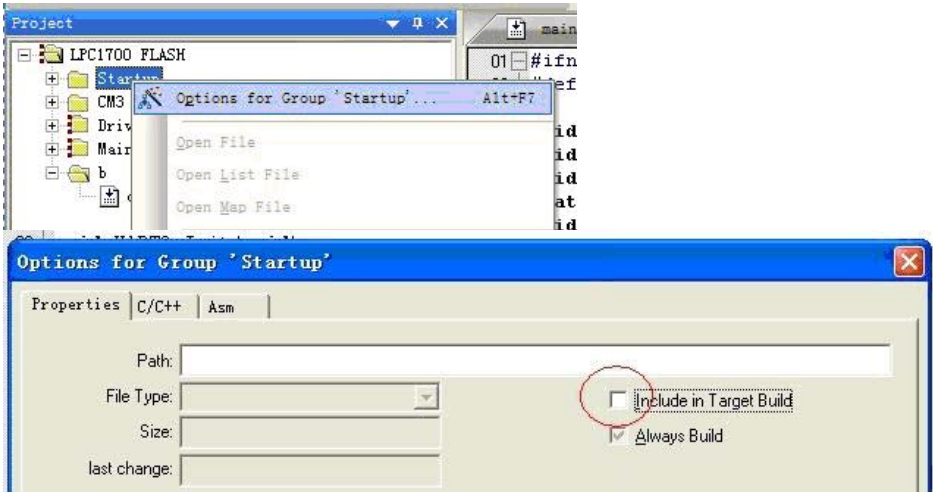 Project
main
LPC1700 FLASH
01 #ifn
Startup
Options for Group 'Startup'... Alt+F7
CM3
Driv
id
Main
Open File
id
b
Open List File
id
at
Open Map File
id
Options for Group 'Startup'
Properties C/C++ Asm
Path:
File Type:
Include in Target Build
Size:
Always Build
last change: